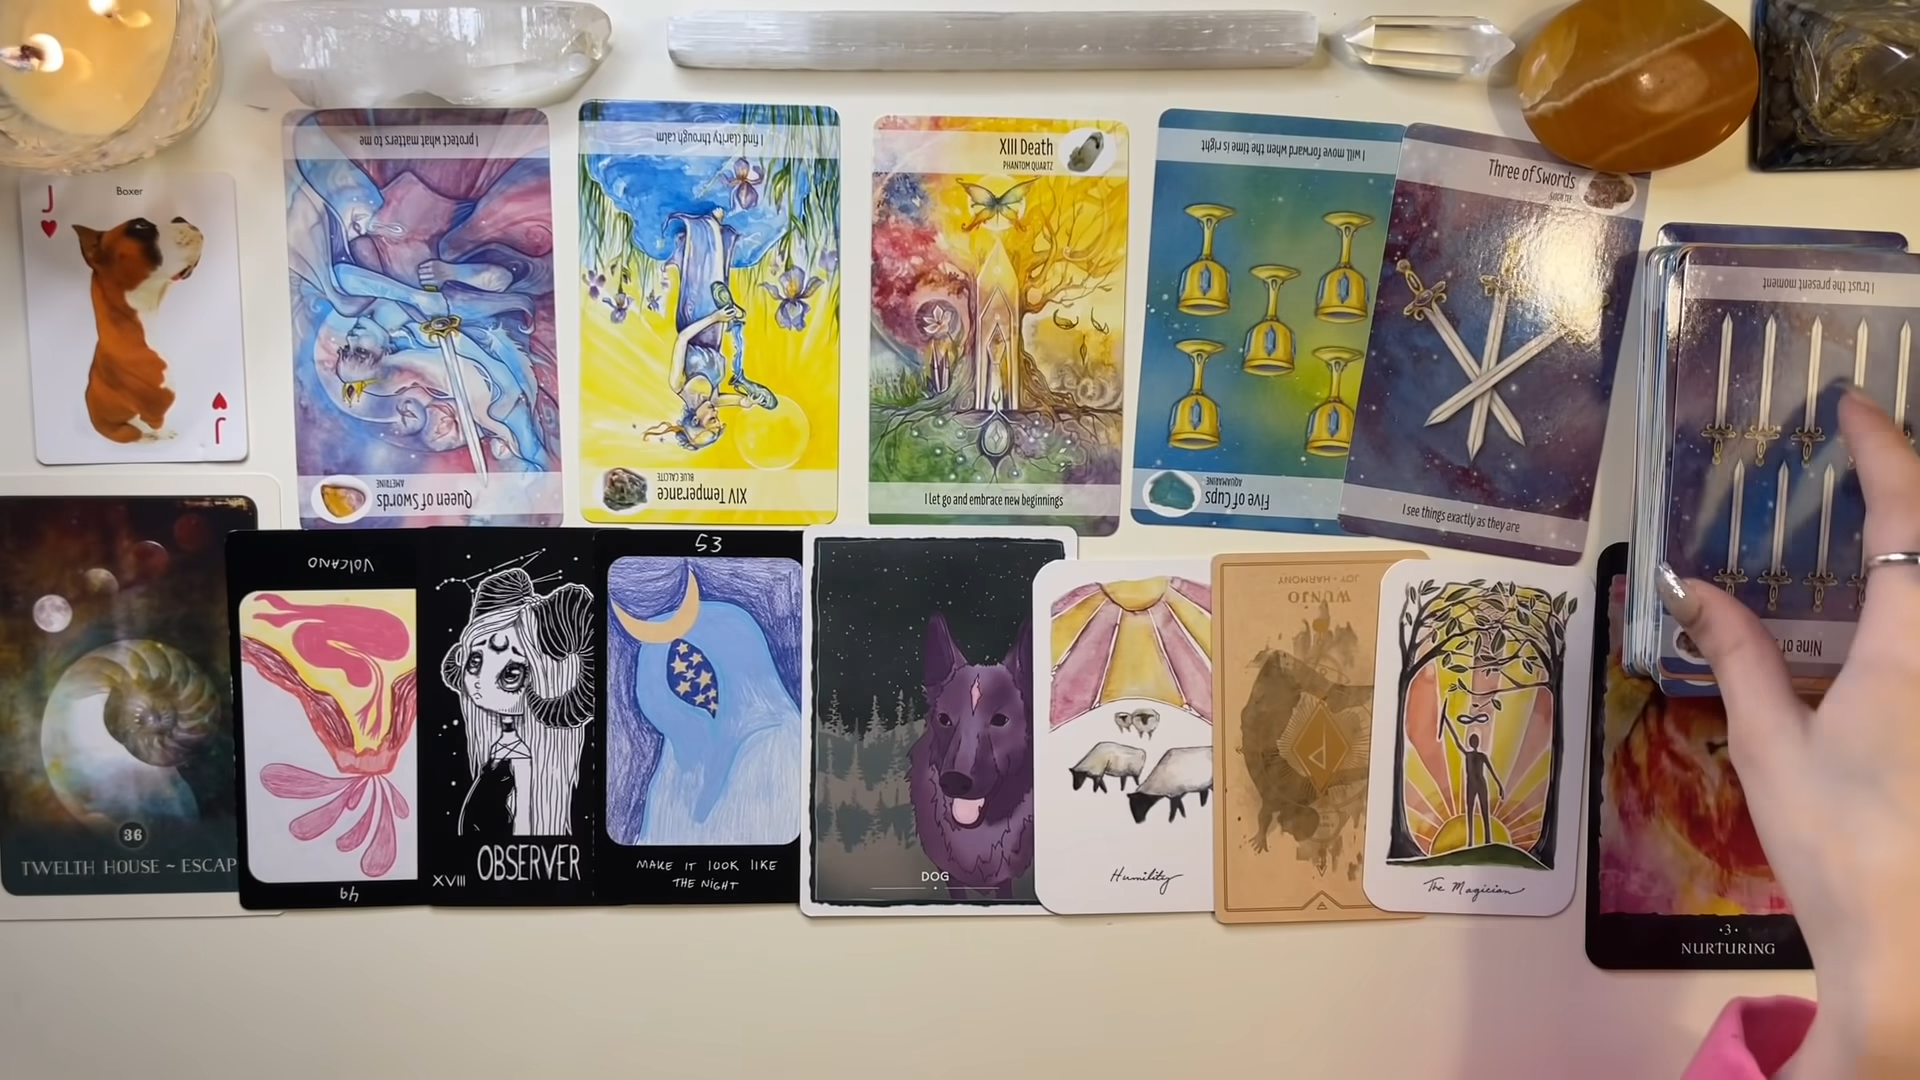 J
Boxer
J
I protect what matters to me
Queen of Swords
AMETRINE
I find clarity through calm
XIV Temperance
BLUE CALCITE
XIII Death
PHANTOM QUARTZ
I let go and embrace new beginnings
I will move forward when the time is right
Five of Cups
AQUAMARINE
Three of Swords
I see things exactly as they are
I trust the present moment
Nine of
36
TWELTH HOUSE ~ ESCAP
VOLCANO
49
XVIII OBSERVER
53
MAKE IT LOOK LIKE
THE NIGHT
DOG
Humility
WUNJO
JOY + HARMONY
The Magician
·3·
NURTURING